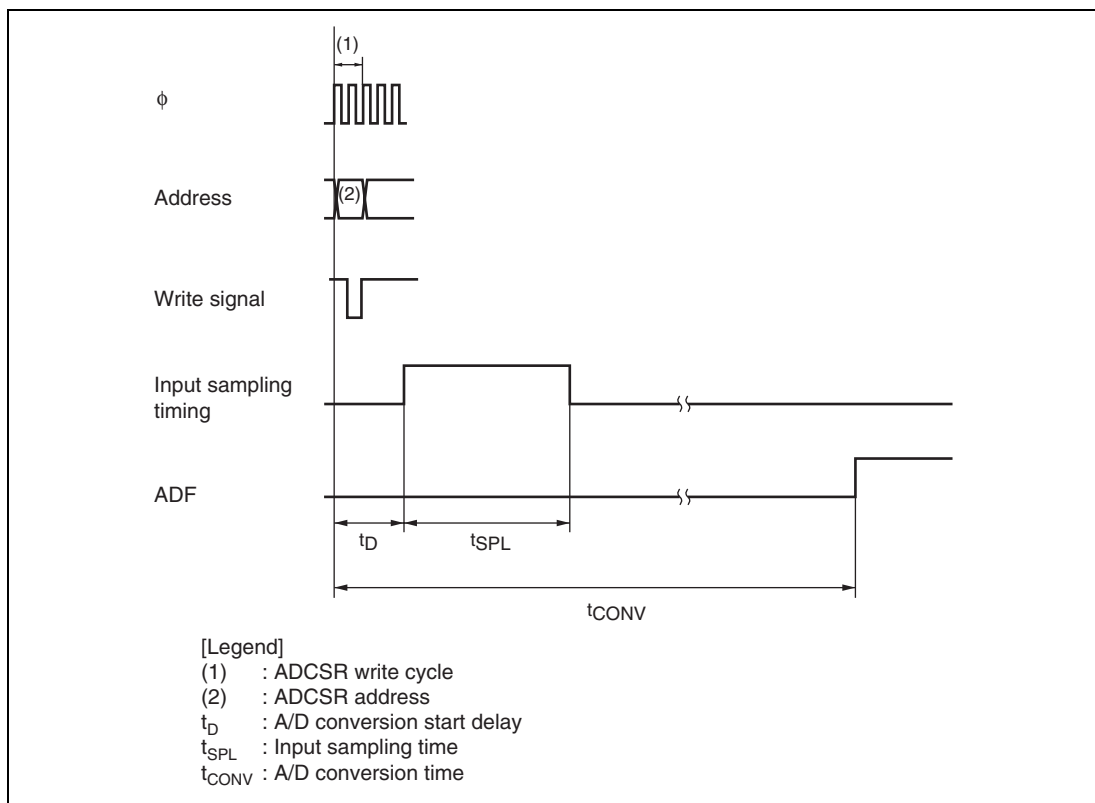 (1)
ϕ
Address
(2)
Write signal
Input sampling
timing
ADF
tD
tSPL
tCONV
[Legend]
(1) : ADCSR write cycle
(2) : ADCSR address
tD : A/D conversion start delay
tSPL : Input sampling time
tCONV : A/D conversion time